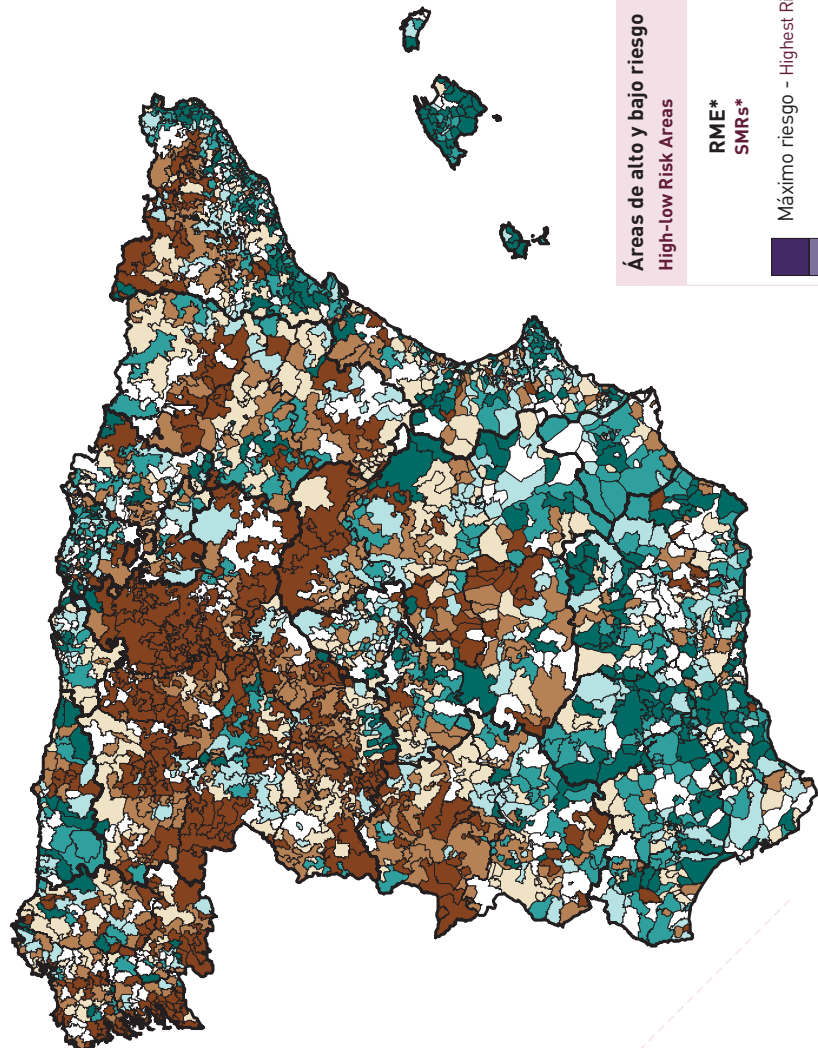 Áreas de alto y bajo riesgo
High-low Risk Areas
RME*
SMRs*
Máximo riesgo - Highest